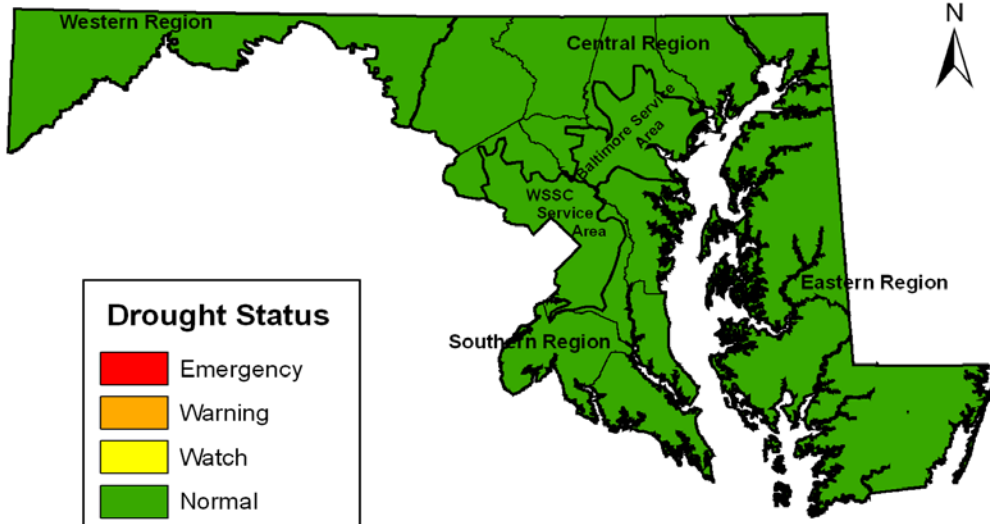 Western Region
Central Region
N
Baltimore Service
Area
WSSC
Service
Area
Eastern Region
Southern Region
Drought Status
Emergency
Warning
Watch
Normal